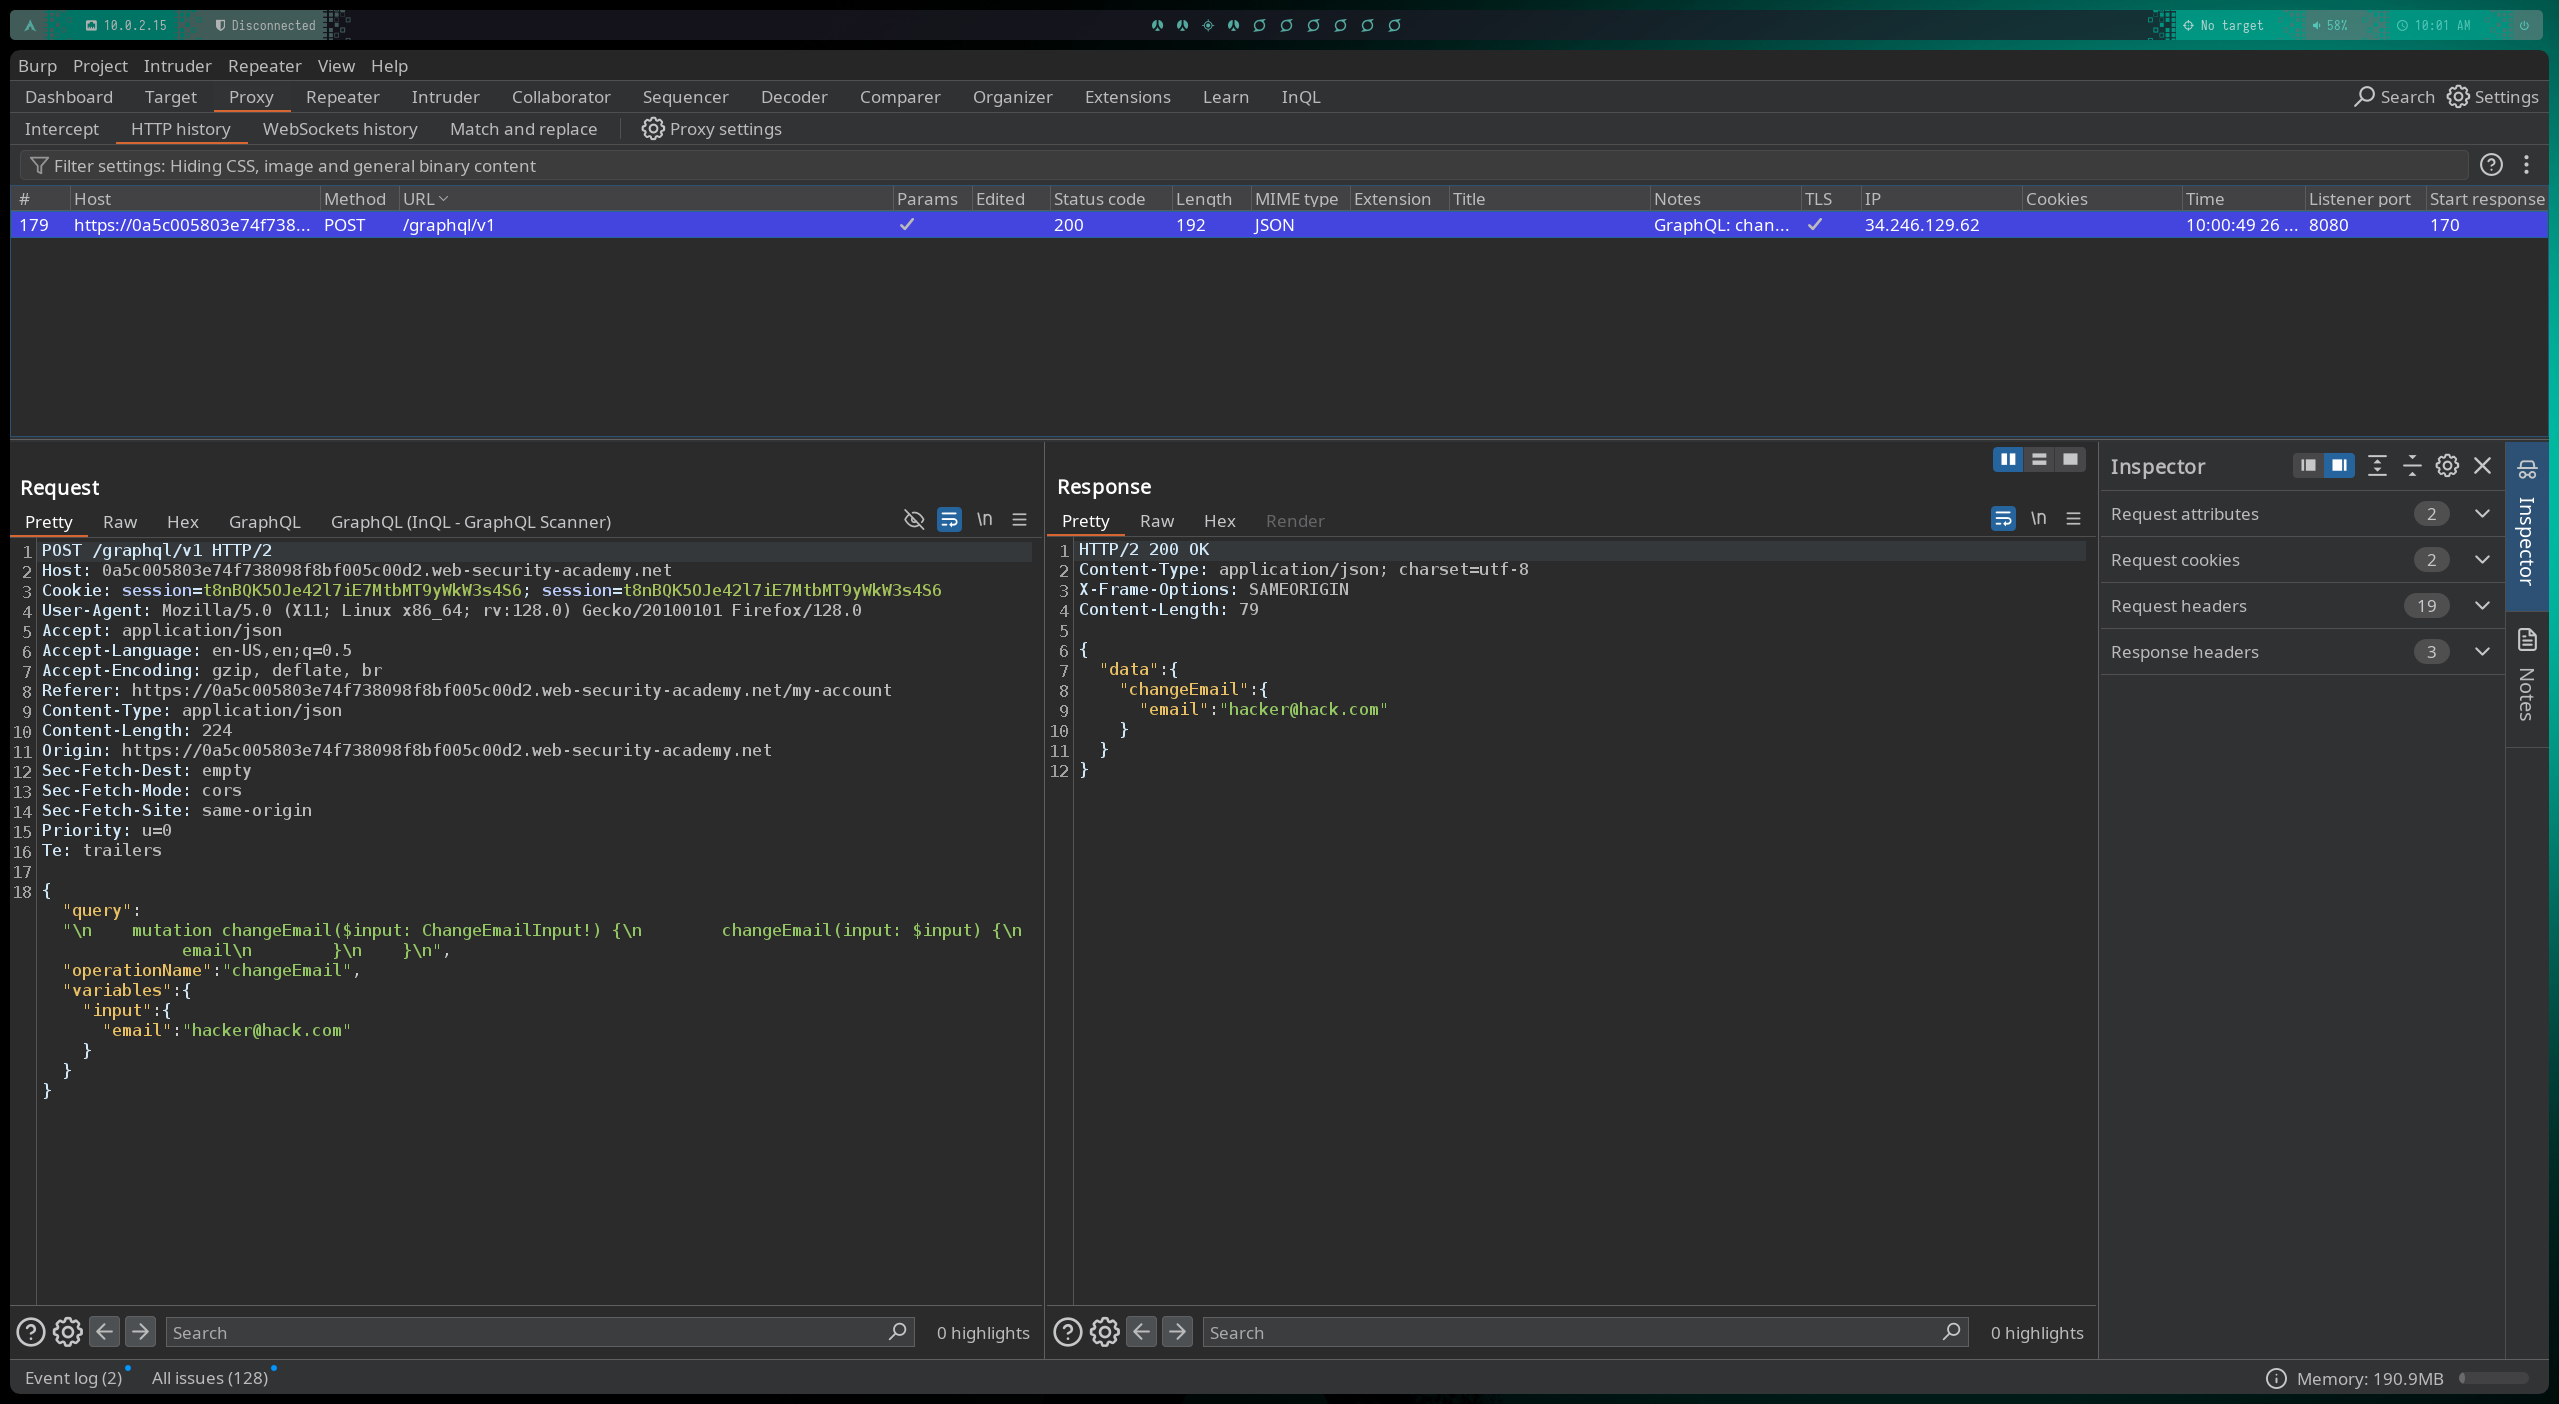 10.0.2.15 Disconnected No target 58% 10:01 AM
Burp Project Intruder Repeater View Help
Dashboard Target Proxy Repeater Intruder Collaborator Sequencer Decoder Comparer Organizer Extensions Learn InQL Search Settings
Intercept HTTP history WebSockets history Match and replace Proxy settings
Filter settings: Hiding CSS, image and general binary content
# Host Method URL Params Edited Status code Length MIME type Extension Title Notes TLS IP Cookies Time Listener port Start response
179 https://0a5c005803e74f738... POST /graphql/v1 ✓ 200 192 JSON GraphQL: chan... ✓ 34.246.129.62 10:00:49 26 ... 8080 170
Request
Pretty Raw Hex GraphQL GraphQL (InQL - GraphQL Scanner) \n
1 POST /graphql/v1 HTTP/2
2 Host: 0a5c005803e74f738098f8bf005c00d2.web-security-academy.net
3 Cookie: session=t8nBQK5OJe42l7iE7MtbMT9yWkW3s4S6; session=t8nBQK5OJe42l7iE7MtbMT9yWkW3s4S6
4 User-Agent: Mozilla/5.0 (X11; Linux x86_64; rv:128.0) Gecko/20100101 Firefox/128.0
5 Accept: application/json
6 Accept-Language: en-US,en;q=0.5
7 Accept-Encoding: gzip, deflate, br
8 Referer: https://0a5c005803e74f738098f8bf005c00d2.web-security-academy.net/my-account
9 Content-Type: application/json
10 Content-Length: 224
11 Origin: https://0a5c005803e74f738098f8bf005c00d2.web-security-academy.net
12 Sec-Fetch-Dest: empty
13 Sec-Fetch-Mode: cors
14 Sec-Fetch-Site: same-origin
15 Priority: u=0
16 Te: trailers
17
18 {
"query":
"\n    mutation changeEmail($input: ChangeEmailInput!) {\n        changeEmail(input: $input) {\n
email\n        }\n    }\n",
"operationName":"changeEmail",
"variables":{
"input":{
"email":"hacker@hack.com"
}
}
}
Search 0 highlights
Response
Pretty Raw Hex Render \n
1 HTTP/2 200 OK
2 Content-Type: application/json; charset=utf-8
3 X-Frame-Options: SAMEORIGIN
4 Content-Length: 79
5
6 {
7 "data":{
8 "changeEmail":{
9 "email":"hacker@hack.com"
10 }
11 }
12 }
Search 0 highlights
Inspector
Request attributes 2
Request cookies 2
Request headers 19
Response headers 3
Inspector
Notes
Event log (2) All issues (128) Memory: 190.9MB